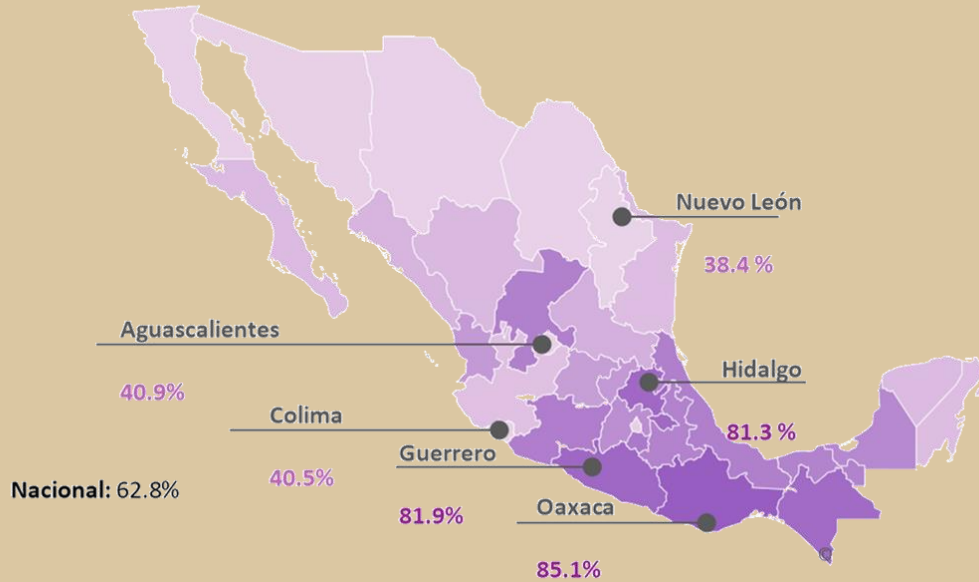 Nuevo León
38.4 %
Aguascalientes
40.9%
Hidalgo
81.3 %
Colima
40.5%
Guerrero
81.9%
Nacional: 62.8%
Oaxaca
85.1%
©